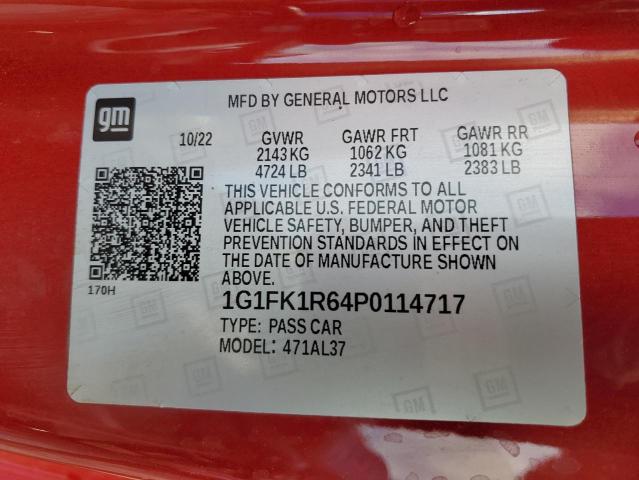 gm
MFD BY GENERAL MOTORS LLC
10/22 GVWR GAWR FRT GAWR RR
2143 KG 1062 KG 1081 KG
4724 LB 2341 LB 2383 LB
THIS VEHICLE CONFORMS TO ALL
APPLICABLE U.S. FEDERAL MOTOR
VEHICLE SAFETY, BUMPER, AND THEFT
PREVENTION STANDARDS IN EFFECT ON
THE DATE OF MANUFACTURE SHOWN
ABOVE.
170H
1G1FK1R64P0114717
TYPE: PASS CAR
MODEL: 471AL37